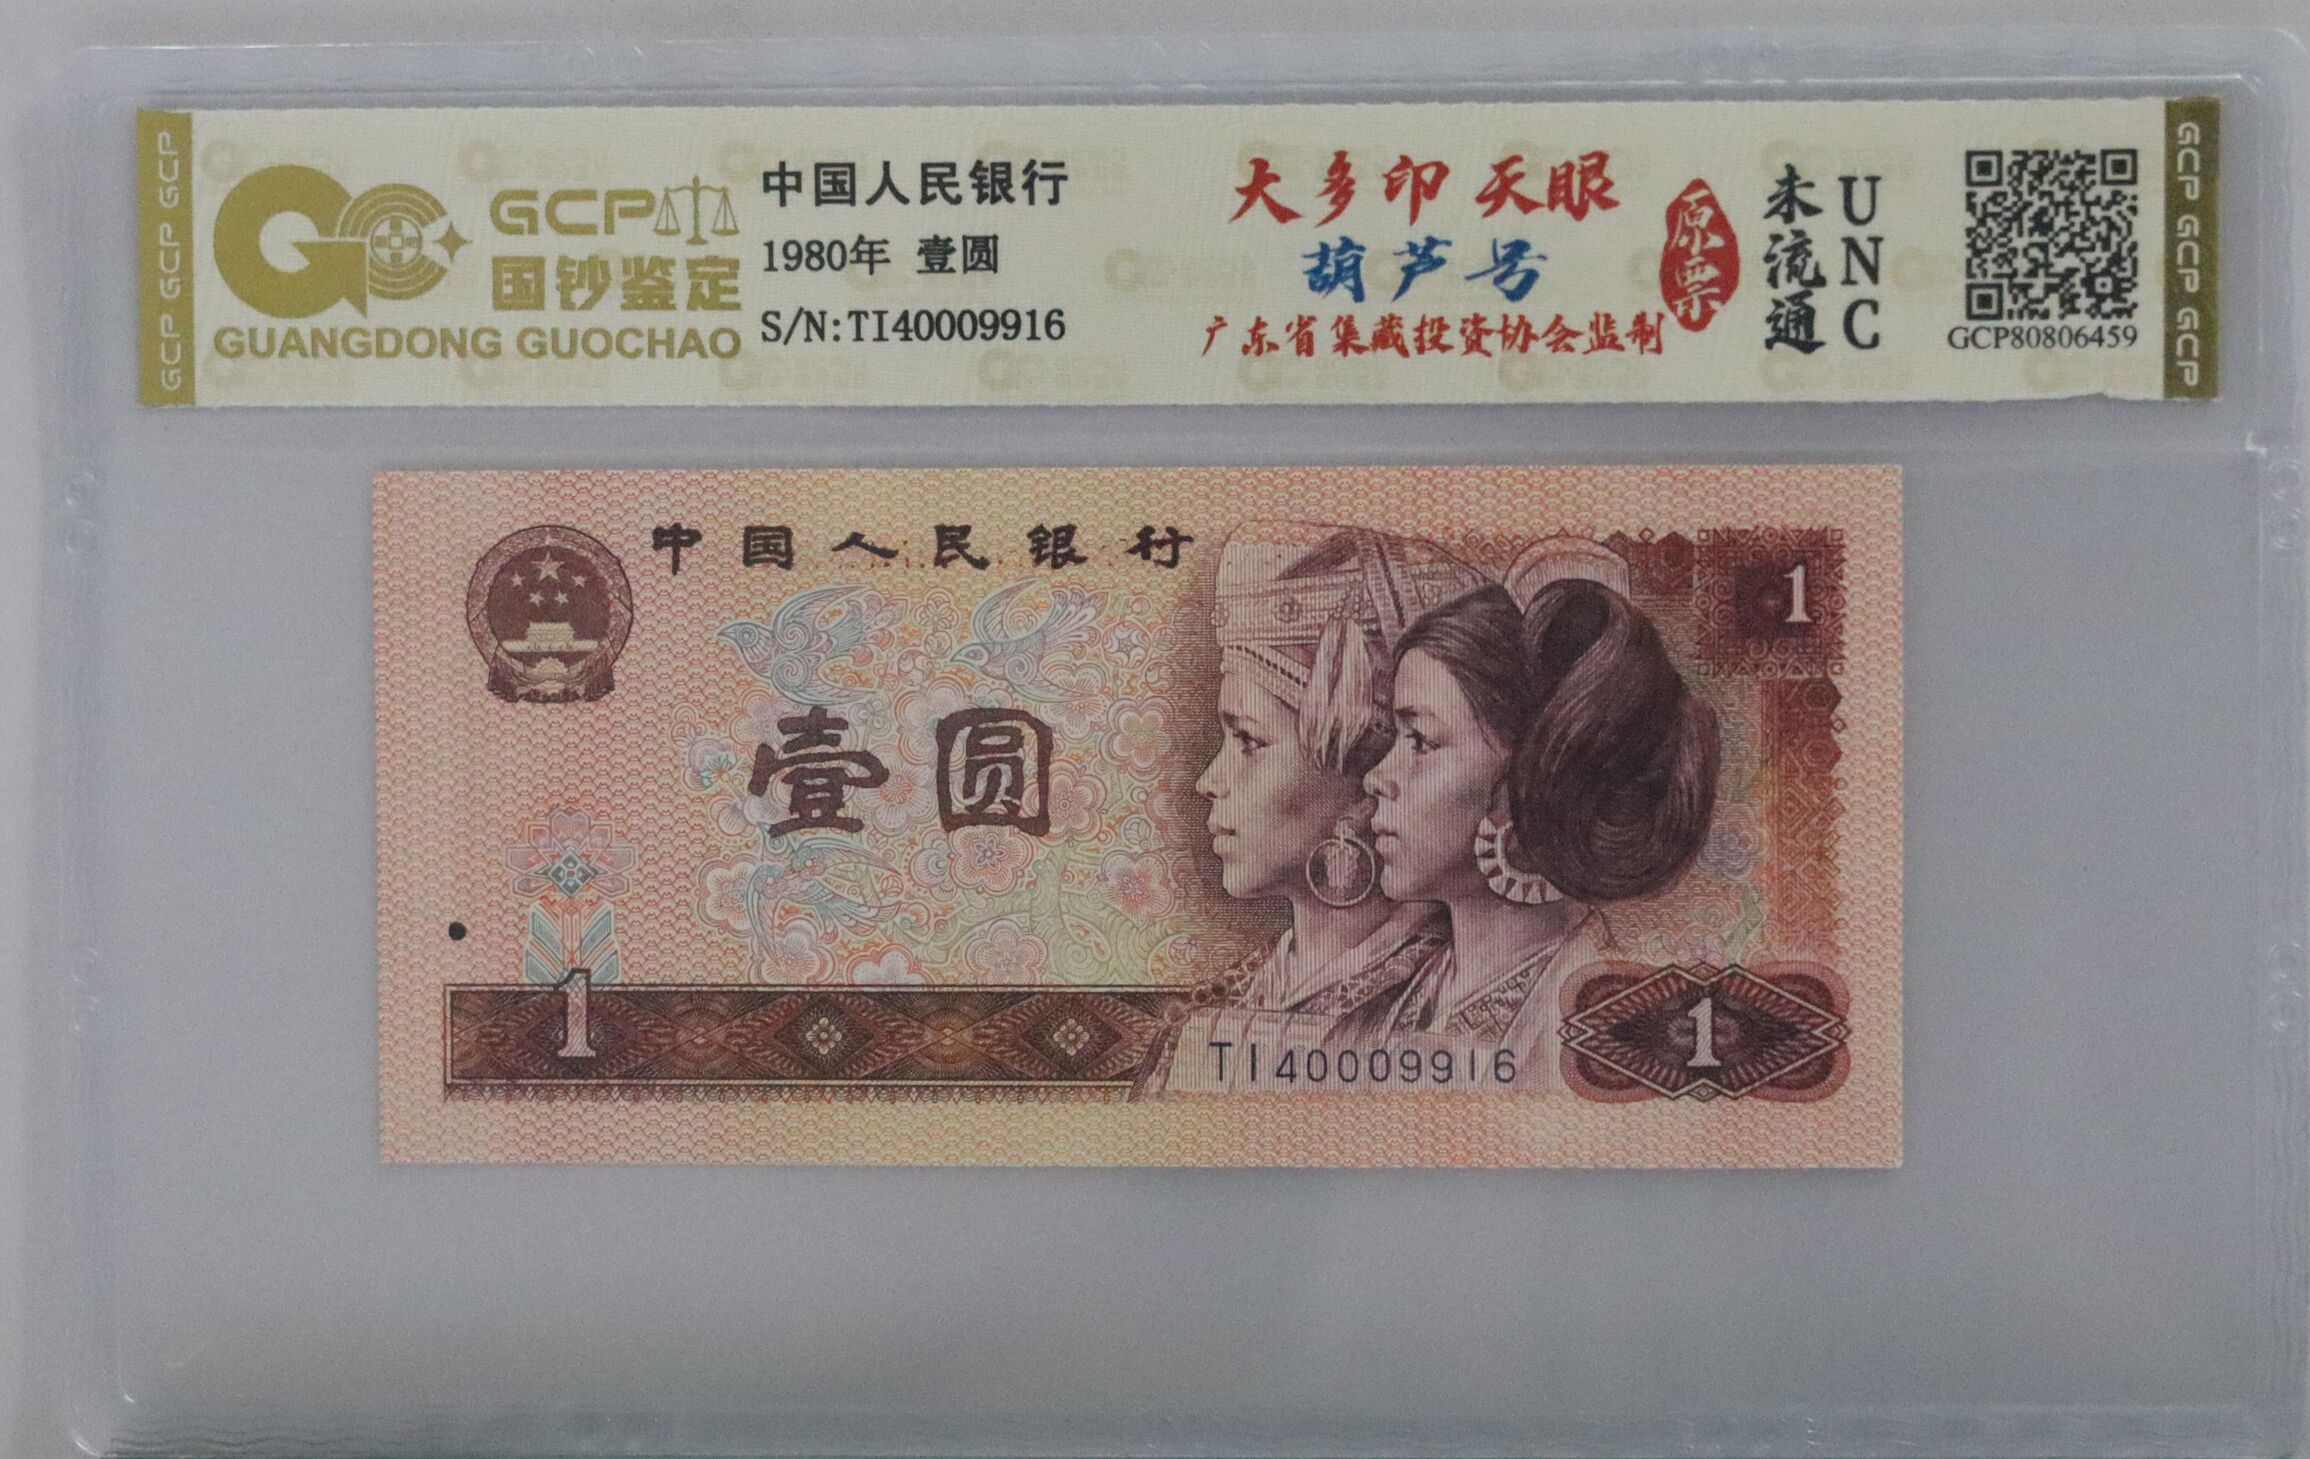 GCP GCP GCP
GCP
国钞鉴定
GUANGDONG GUOCHAO
中国人民银行
1980年 壹圆
S/N:TI40009916
大多印 天眼
葫芦号
广东省集藏投资协会监制
原票
未流通
UNC
GCP80806459
GCP GCP GCP
中国人民银行
1
壹圆
1
TI40009916
1